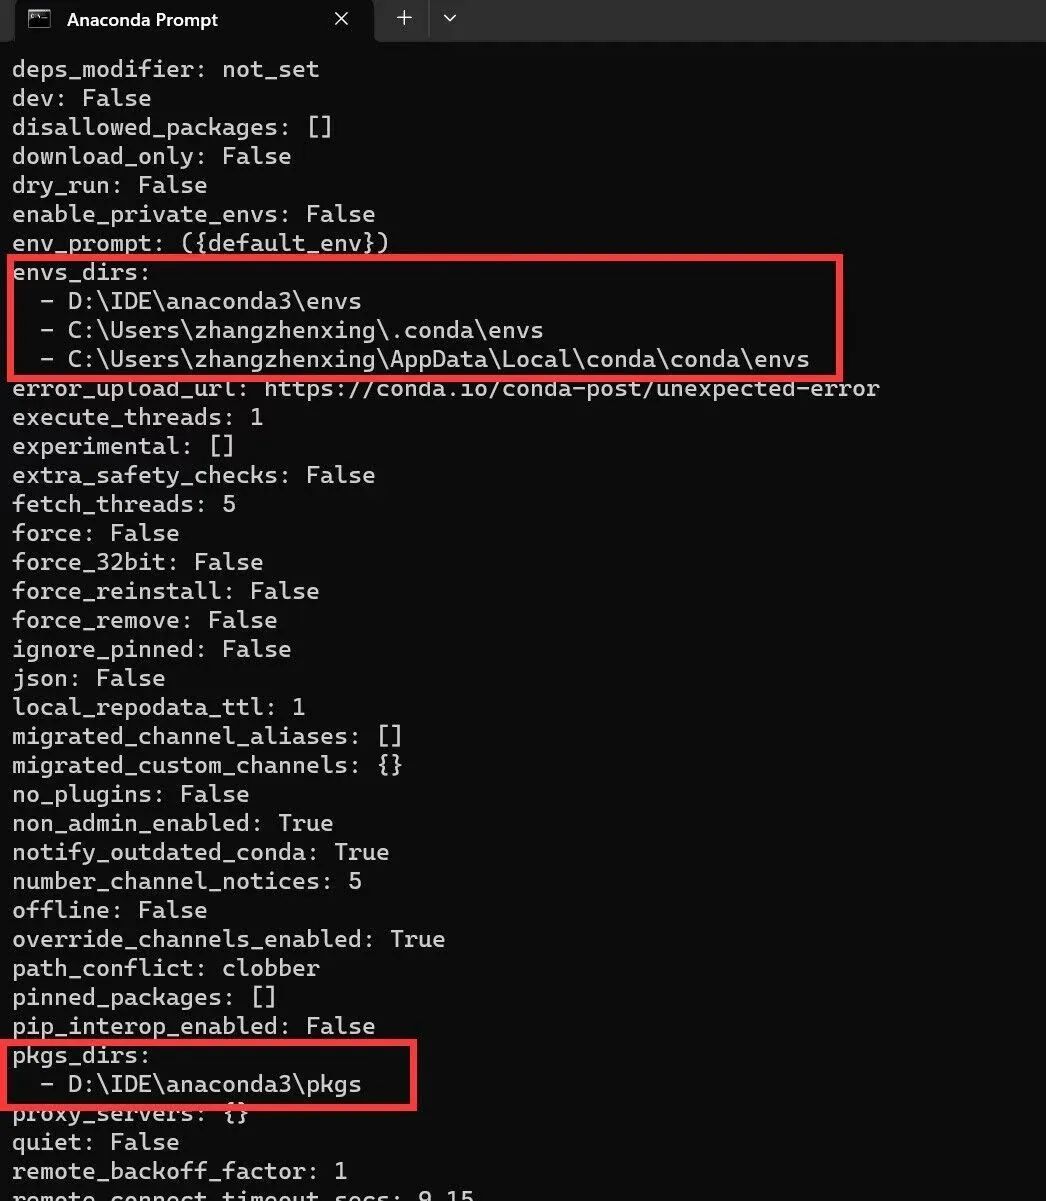 Anaconda Prompt
deps_modifier: not_set
dev: False
disallowed_packages: []
download_only: False
dry_run: False
enable_private_envs: False
env_prompt: ({default_env})
envs_dirs:
  - D:\IDE\anaconda3\envs
  - C:\Users\zhangzhenxing\.conda\envs
  - C:\Users\zhangzhenxing\AppData\Local\conda\conda\envs
error_upload_url: https://conda.io/conda-post/unexpected-error
execute_threads: 1
experimental: []
extra_safety_checks: False
fetch_threads: 5
force: False
force_32bit: False
force_reinstall: False
force_remove: False
ignore_pinned: False
json: False
local_repodata_ttl: 1
migrated_channel_aliases: []
migrated_custom_channels: {}
no_plugins: False
non_admin_enabled: True
notify_outdated_conda: True
number_channel_notices: 5
offline: False
override_channels_enabled: True
path_conflict: clobber
pinned_packages: []
pip_interop_enabled: False
pkgs_dirs:
  - D:\IDE\anaconda3\pkgs
proxy_servers: {}
quiet: False
remote_backoff_factor: 1
remote_connect_timeout_secs: 9.15